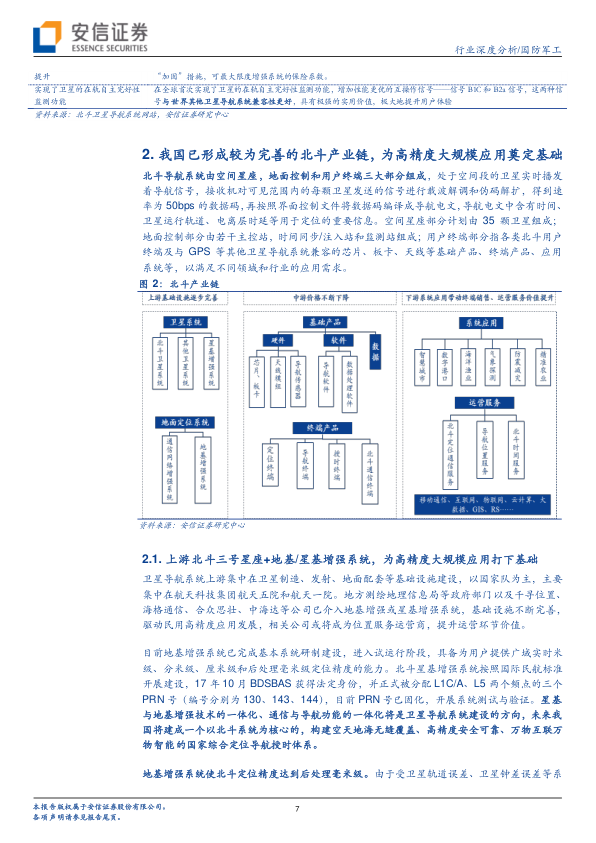 安信证券
ESSENCE SECURITIES
行业深度分析/国防军工
提升 “加固”措施，可最大限度增强系统的保险系数。
实现了卫星的在轨自主完好性 在全球首次实现了卫星的在轨自主完好性监测功能，增加性能更优的互操作信号——信号 B1C 和 B2a 信号，这两种信
监测功能 号与世界其他卫星导航系统兼容性更好，具有极强的实用价值，极大地提升用户体验
资料来源：北斗卫星导航系统网站，安信证券研究中心
2. 我国已形成较为完善的北斗产业链，为高精度大规模应用奠定基础
北斗导航系统由空间星座，地面控制和用户终端三大部分组成，处于空间段的卫星实时播发
着导航信号，接收机对可见范围内的每颗卫星发送的信号进行载波解调和伪码解扩，得到速
率为 50bps 的数据码，再按照界面控制文件将数据码编译成导航电文，导航电文中含有时间、
卫星运行轨道、电离层时延等用于定位的重要信息。空间星座部分计划由 35 颗卫星组成；
地面控制部分由若干主控站，时间同步/注入站和监测站组成；用户终端部分指各类北斗用户
终端及与 GPS 等其他卫星导航系统兼容的芯片、板卡、天线等基础产品、终端产品、应用
系统等，以满足不同领域和行业的应用需求。
图 2：北斗产业链
上游基础设施逐步完善
中游价格不断下降
下游系统应用带动终端销售、运营服务价值提升
卫星系统
北斗卫星系统
其他卫星系统
星基增强系统
地面定位系统
通信网络增强系统
地基增强系统
基础产品
硬件
软件
数据
芯片、板卡
天线模组
导航传感器
导航软件
数据处理软件
终端产品
定位终端
导航终端
授时终端
北斗通信终端
系统应用
智慧城市
数字港口
海洋渔业
气象探测
防震减灾
精准农业
运营服务
北斗定位通信服务
导航位置服务
北斗时间服务
移动通信、互联网、物联网、云计算、大
数据、GIS、RS……
资料来源：安信证券研究中心
2.1. 上游北斗三号星座+地基/星基增强系统，为高精度大规模应用打下基础
卫星导航系统上游集中在卫星制造、发射、地面配套等基础设施建设，以国家队为主，主要
集中在航天科技集团航天五院和航天一院。地方测绘地理信息局等政府部门以及千寻位置、
海格通信、合众思壮、中海达等公司已介入地基增强或星基增强系统，基础设施不断完善，
驱动民用高精度应用发展，相关公司或将成为位置服务运营商，提升运营环节价值。
目前地基增强系统已完成基本系统研制建设，进入试运行阶段，具备为用户提供广域实时米
级、分米级、厘米级和后处理毫米级定位精度的能力。北斗星基增强系统按照国际民航标准
开展建设，17 年 10 月 BDSBAS 获得法定身份，并正式被分配 L1C/A、L5 两个频点的三个
PRN 号（编号分别为 130、143、144），目前 PRN 号已固化，开展系统测试与验证。星基
与地基增强技术的一体化、通信与导航功能的一体化将是卫星导航系统建设的方向，未来我
国将建成一个以北斗系统为核心的，构建空天地海无缝覆盖、高精度安全可靠、万物互联万
物智能的国家综合定位导航授时体系。
地基增强系统使北斗定位精度达到后处理毫米级。由于受卫星轨道误差、卫星钟差误差等系
本报告版权属于安信证券股份有限公司。
各项声明请参见报告尾页。
7